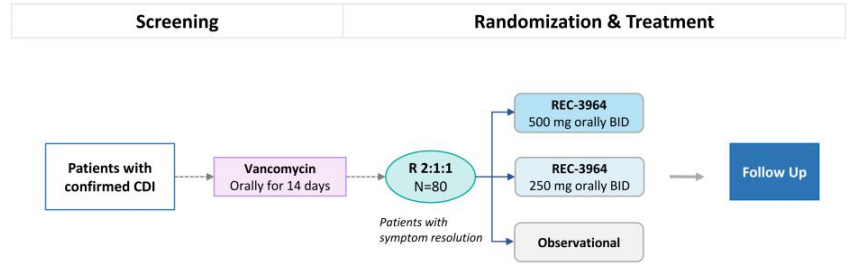 Screening
Randomization & Treatment
Patients with
confirmed CDI
Vancomycin
Orally for 14 days
R 2:1:1
N=80
Patients with
symptom resolution
REC-3964
500 mg orally BID
REC-3964
250 mg orally BID
Observational
Follow Up